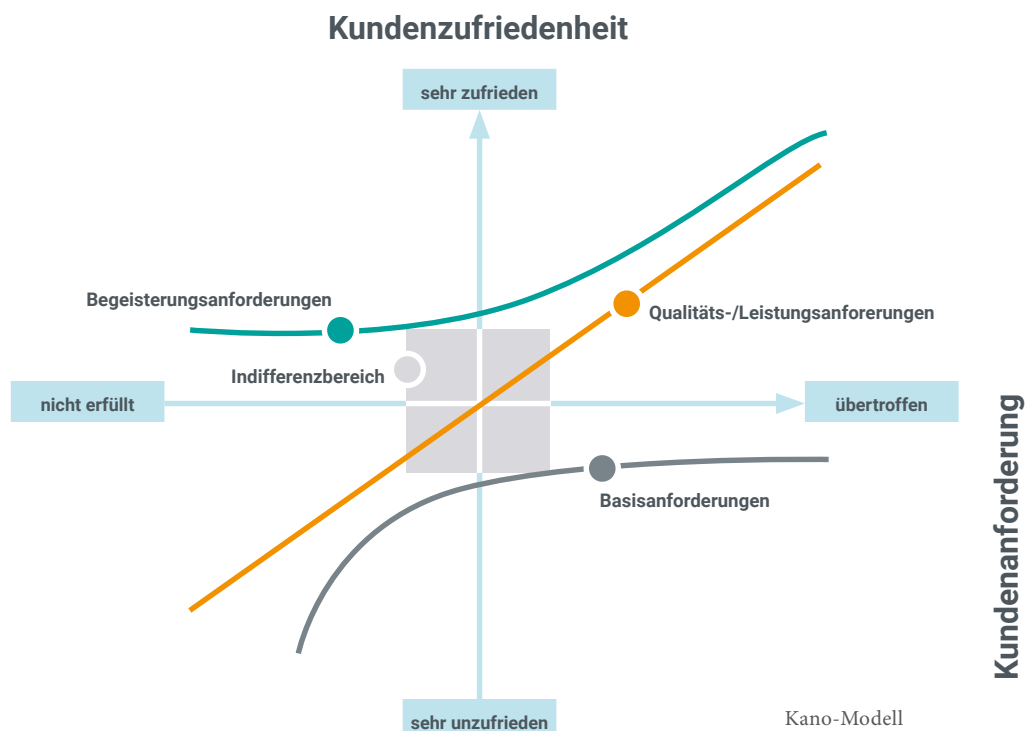 Kundenzufriedenheit
sehr zufrieden
Begeisterungsanforderungen
Qualitäts-/Leistungsanforerungen
Indifferenzbereich
nicht erfüllt
übertroffen
Basisanforderungen
Kundenanforderung
sehr unzufrieden
Kano-Modell